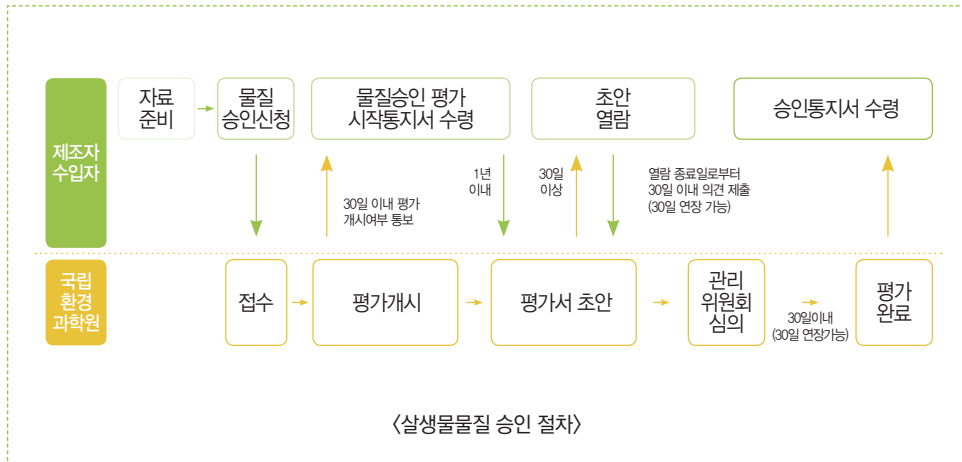 제조자
수입자
자료
준비
물질
승인신청
물질승인 평가
시작통지서 수령
초안
열람
승인통지서 수령
30일 이내 평가
개시여부 통보
1년
이내
30일
이상
열람 종료일로부터
30일 이내 의견 제출
(30일 연장 가능)
국립
환경
과학원
접수
평가개시
평가서 초안
관리
위원회
심의
30일이내
(30일 연장가능)
평가
완료
〈살생물물질 승인 절차〉